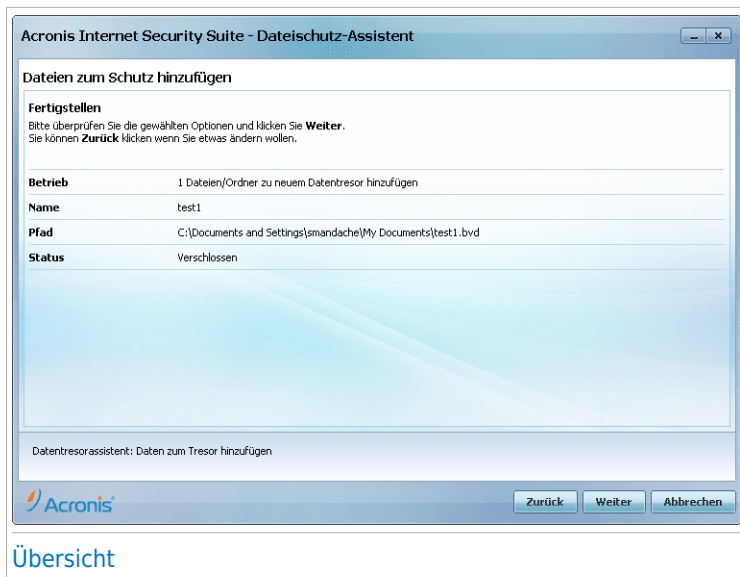 Acronis Internet Security Suite - Dateischutz-Assistent
Dateien zum Schutz hinzufügen
Fertigstellen
Bitte überprüfen Sie die gewählten Optionen und klicken Sie Weiter.
Sie können Zurück klicken wenn Sie etwas ändern wollen.
Betrieb 1 Dateien/Ordner zu neuem Datentresor hinzufügen
Name test1
Pfad C:\Documents and Settings\smandache\My Documents\test1.bvd
Status Verschlossen
Datentresorassistent: Daten zum Tresor hinzufügen
Acronis Zurück Weiter Abbrechen
Übersicht